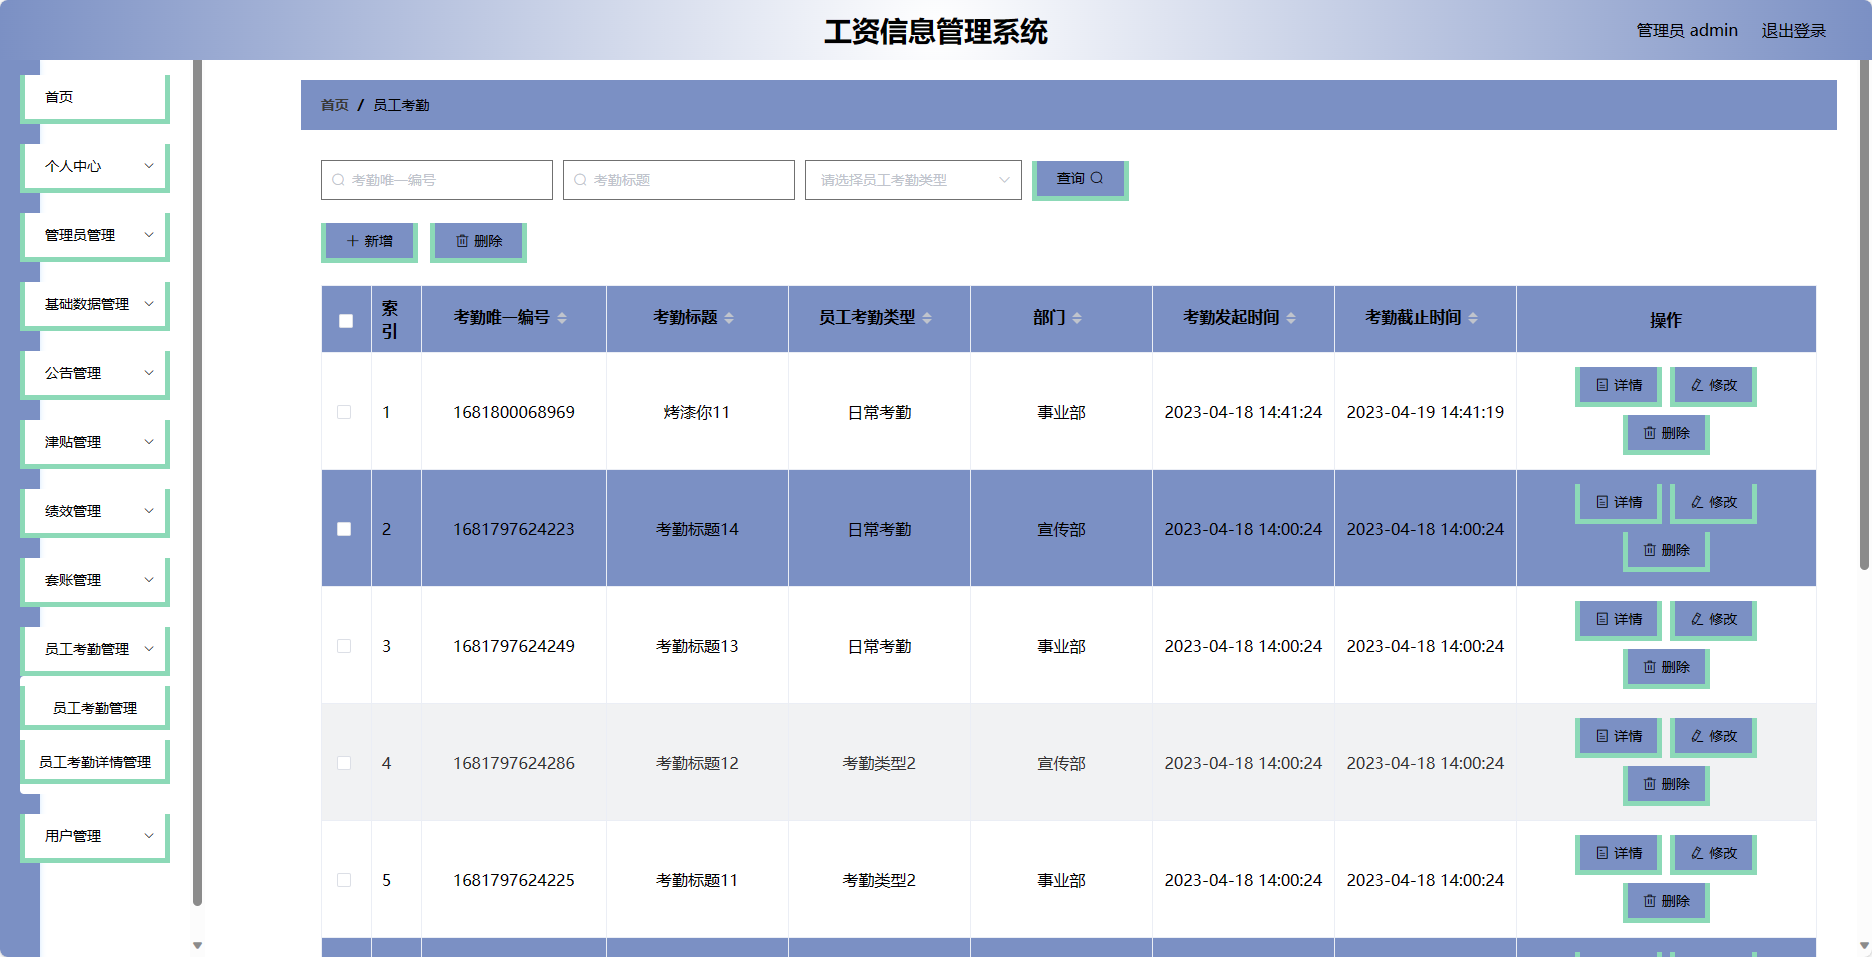 工资信息管理系统
管理员 admin 退出登录
首页
个人中心
管理员管理
基础数据管理
公告管理
津贴管理
绩效管理
套账管理
员工考勤管理
员工考勤管理
员工考勤详情管理
用户管理
首页 / 员工考勤
考勤唯一编号 考勤标题 请选择员工考勤类型 查询
新增 删除
索引 考勤唯一编号 考勤标题 员工考勤类型 部门 考勤发起时间 考勤截止时间 操作
1 1681800068969 烤漆你11 日常考勤 事业部 2023-04-18 14:41:24 2023-04-19 14:41:19 详情 修改
删除
2 1681797624223 考勤标题14 日常考勤 宣传部 2023-04-18 14:00:24 2023-04-18 14:00:24 详情 修改
删除
3 1681797624249 考勤标题13 日常考勤 事业部 2023-04-18 14:00:24 2023-04-18 14:00:24 详情 修改
删除
4 1681797624286 考勤标题12 考勤类型2 宣传部 2023-04-18 14:00:24 2023-04-18 14:00:24 详情 修改
删除
5 1681797624225 考勤标题11 考勤类型2 事业部 2023-04-18 14:00:24 2023-04-18 14:00:24 详情 修改
删除